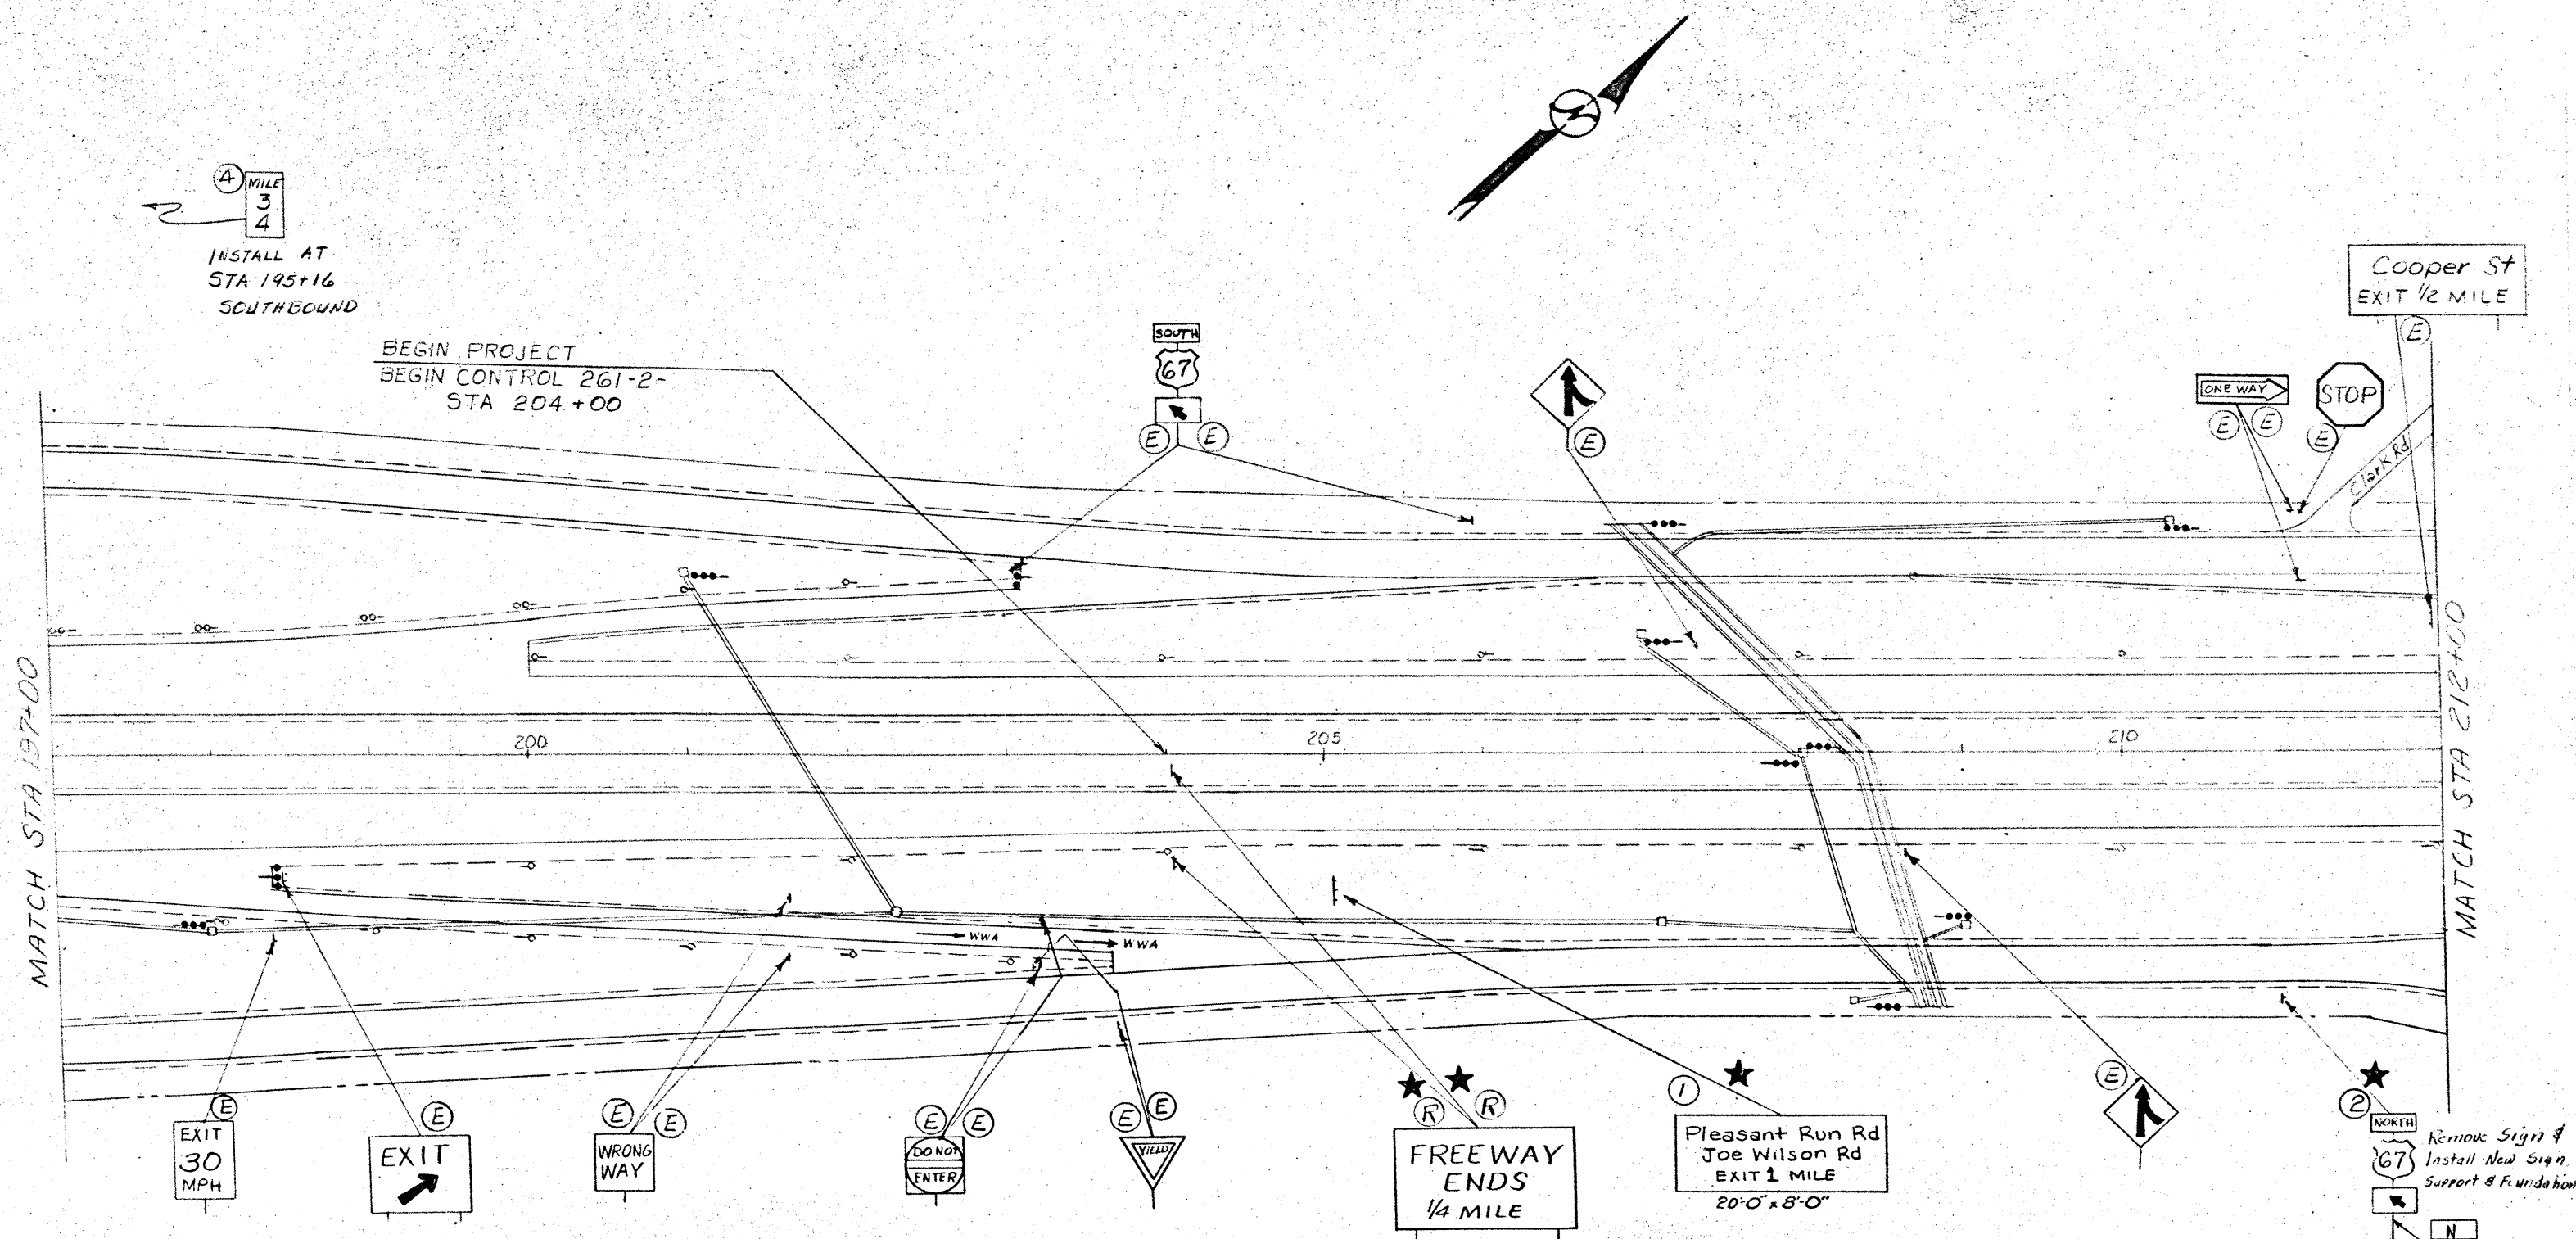 4
MILE
3
4
INSTALL AT
STA 195+16
SOUTHBOUND
BEGIN PROJECT
BEGIN CONTROL 261-2-
STA 204+00
SOUTH
67
E E
E
Cooper St
EXIT 1/2 MILE
E
ONE WAY
E E
STOP
E
Clark Rd
MATCH STA 197+00
200
205
210
MATCH STA 212+00
WWA
WWA
E
EXIT
30
MPH
E
EXIT
E E
WRONG
WAY
E E
DO NOT
ENTER
E E
YIELD
R R
FREEWAY
ENDS
1/4 MILE
1
Pleasant Run Rd
Joe Wilson Rd
EXIT 1 MILE
20'-0" x 8'-0"
E
2
NORTH
67
Remove Sign &
Install New Sign
Support & Foundation
N